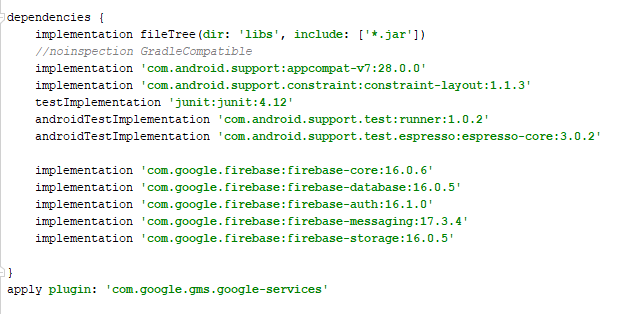 dependencies {
    implementation fileTree(dir: 'libs', include: ['*.jar'])
    //noinspection GradleCompatible
    implementation 'com.android.support:appcompat-v7:28.0.0'
    implementation 'com.android.support.constraint:constraint-layout:1.1.3'
    testImplementation 'junit:junit:4.12'
    androidTestImplementation 'com.android.support.test:runner:1.0.2'
    androidTestImplementation 'com.android.support.test.espresso:espresso-core:3.0.2'

    implementation 'com.google.firebase:firebase-core:16.0.6'
    implementation 'com.google.firebase:firebase-database:16.0.5'
    implementation 'com.google.firebase:firebase-auth:16.1.0'
    implementation 'com.google.firebase:firebase-messaging:17.3.4'
    implementation 'com.google.firebase:firebase-storage:16.0.5'

}
apply plugin: 'com.google.gms.google-services'